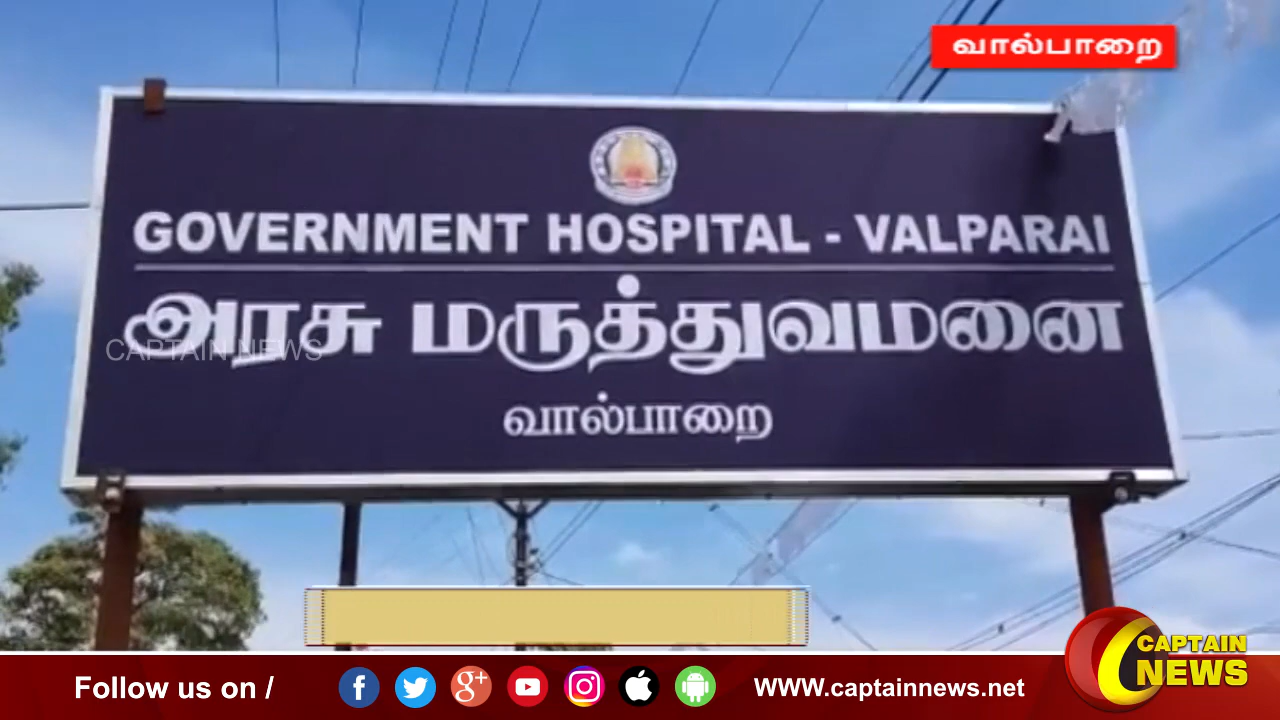 வால்பாறை
GOVERNMENT HOSPITAL - VALPARAI
அரசு மருத்துவமனை
CAPTAIN NEWS
வால்பாறை
CAPTAIN
NEWS
Follow us on /
WWW.captainnews.net